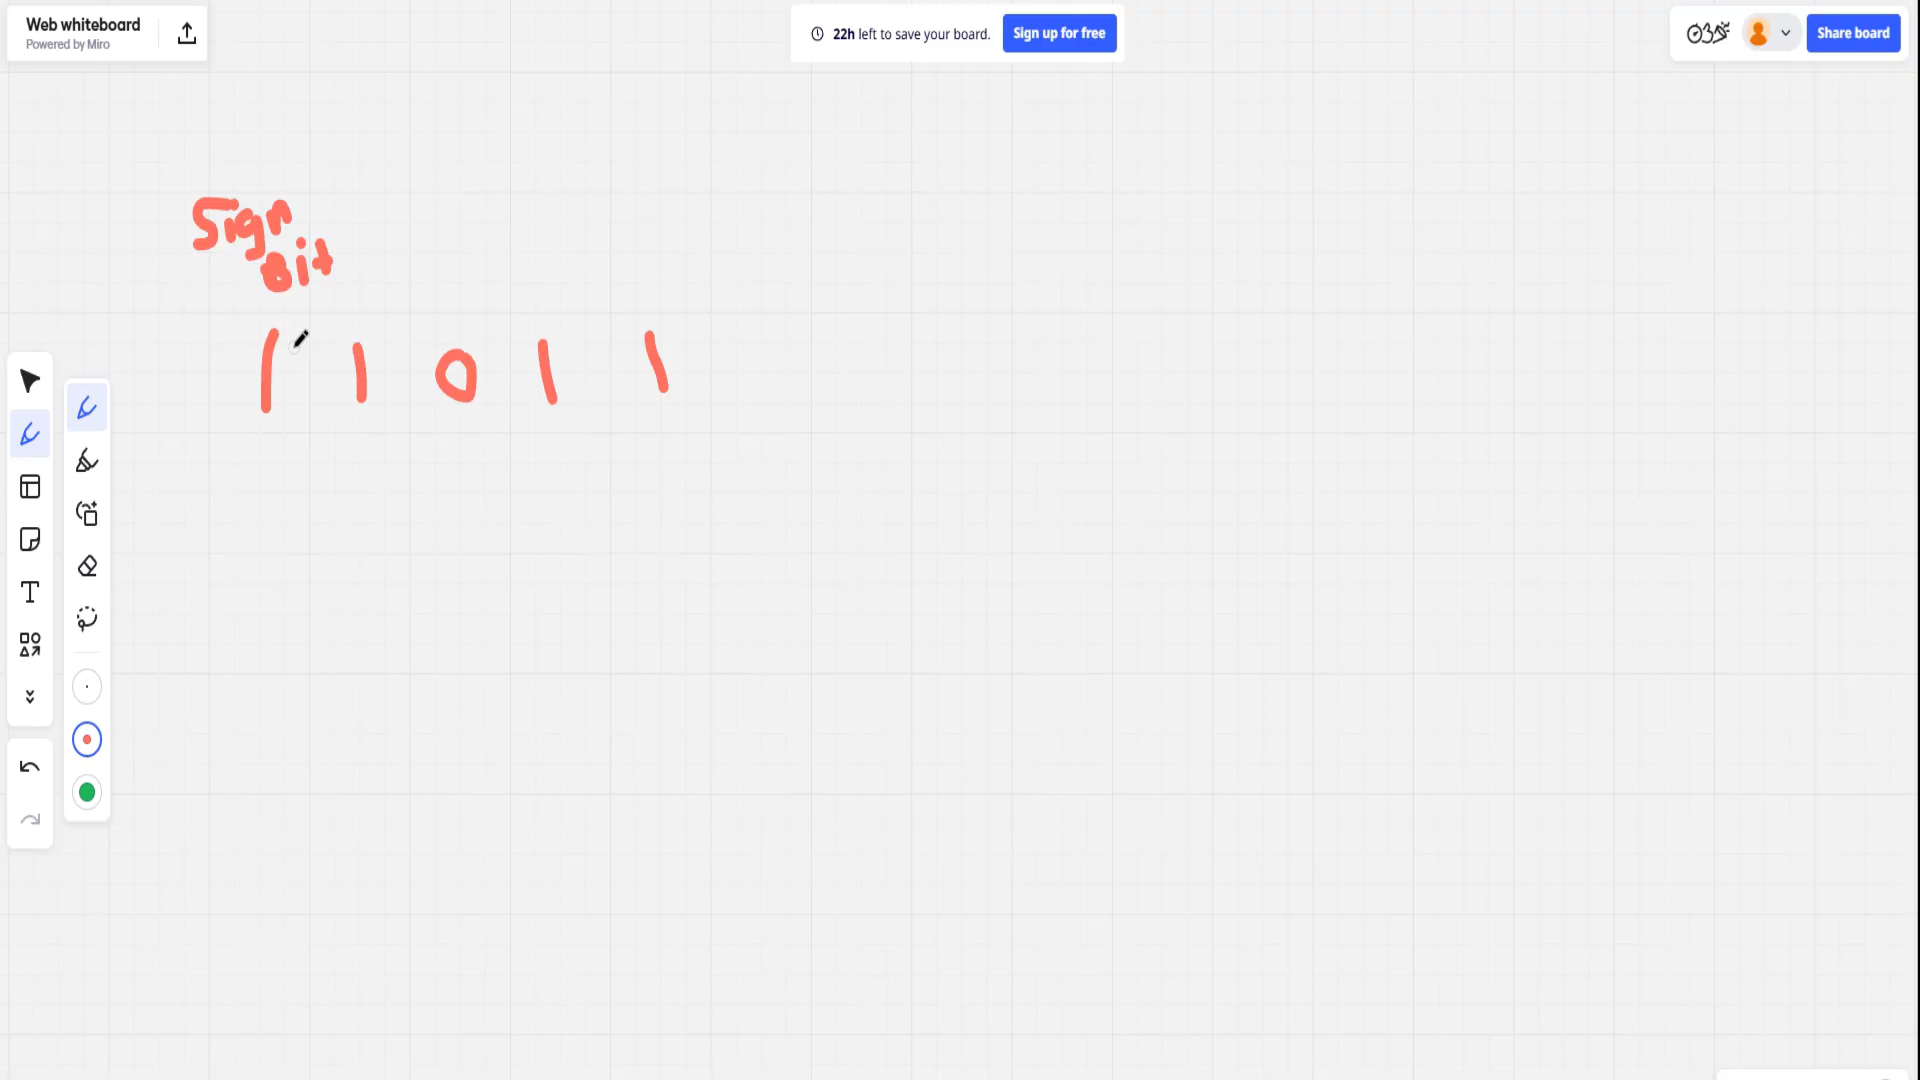 Web whiteboard
Powered by Miro
22h left to save your board.
Sign up for free
Share board
Sign
Bit
1 1 0 1 1